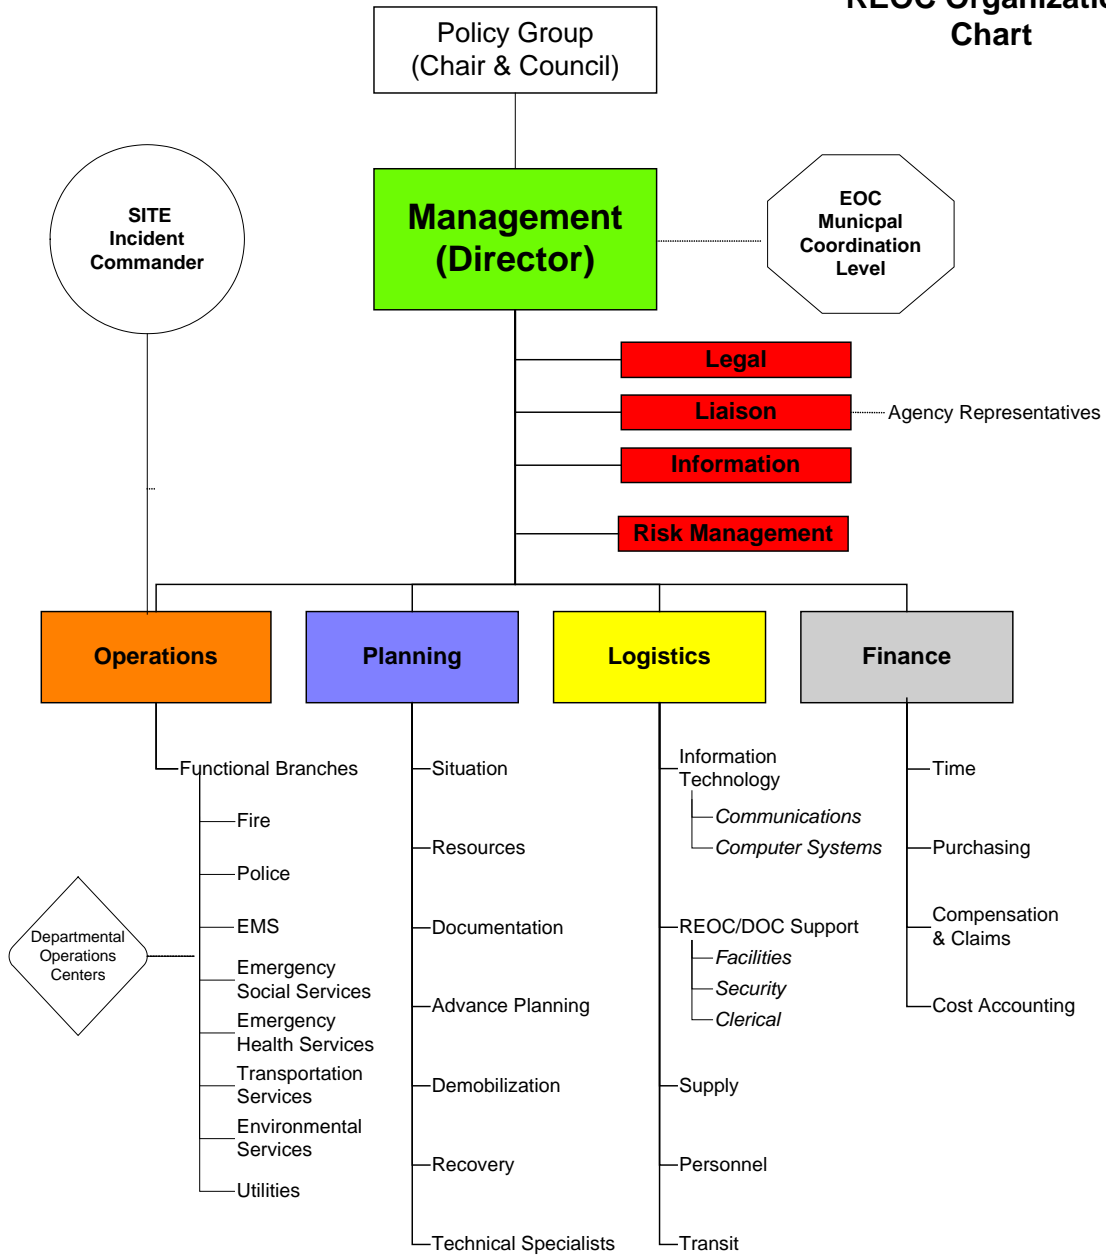 REOC Organizatio
Chart
Policy Group
(Chair & Council)
SITE
Incident
Commander
Management
(Director)
EOC
Municpal
Coordination
Level
Legal
Liaison
Agency Representatives
Information
Risk Management
Operations
Planning
Logistics
Finance
Functional Branches
Fire
Police
EMS
Emergency
Social Services
Emergency
Health Services
Transportation
Services
Environmental
Services
Utilities
Departmental
Operations
Centers
Situation
Resources
Documentation
Advance Planning
Demobilization
Recovery
Technical Specialists
Information
Technology
Communications
Computer Systems
REOC/DOC Support
Facilities
Security
Clerical
Supply
Personnel
Transit
Time
Purchasing
Compensation
& Claims
Cost Accounting